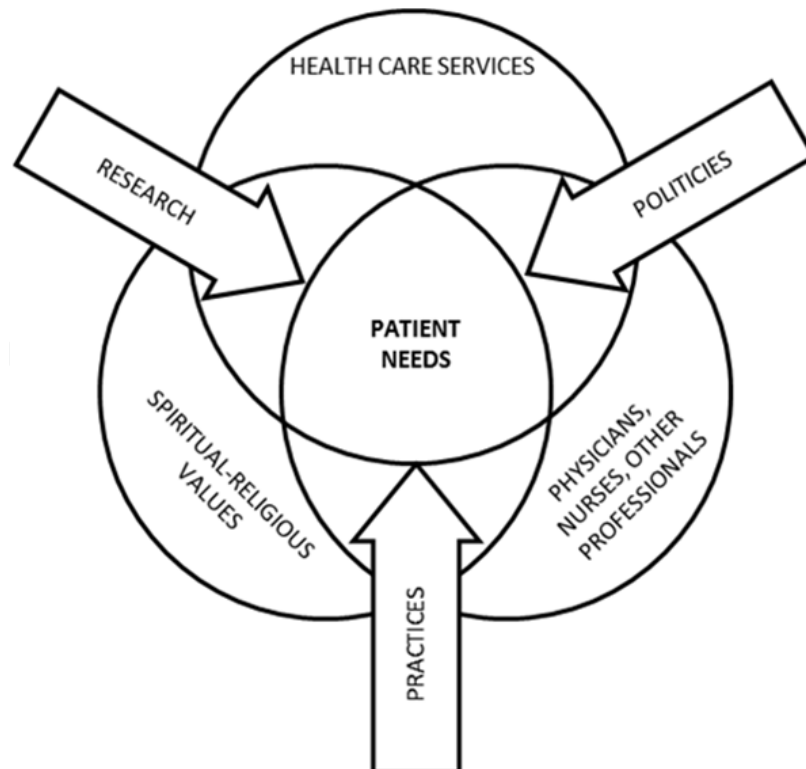 HEALTH CARE SERVICES
RESEARCH
POLITICIES
PATIENT
NEEDS
SPIRITUAL-RELIGIOUS
VALUES
PHYSICIANS,
NURSES, OTHER
PROFESSIONALS
PRACTICES